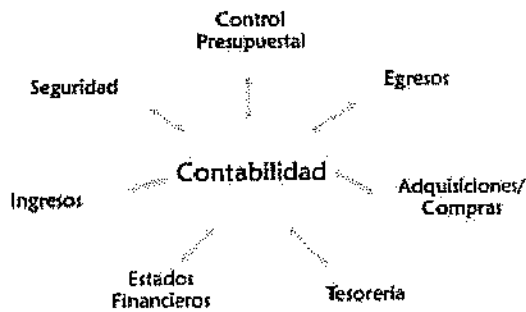 Control
Presupuestal
Seguridad
Egresos
Contabilidad
Ingresos
Adquisiciones/
Compras
Estados
Financieros
Tesorería